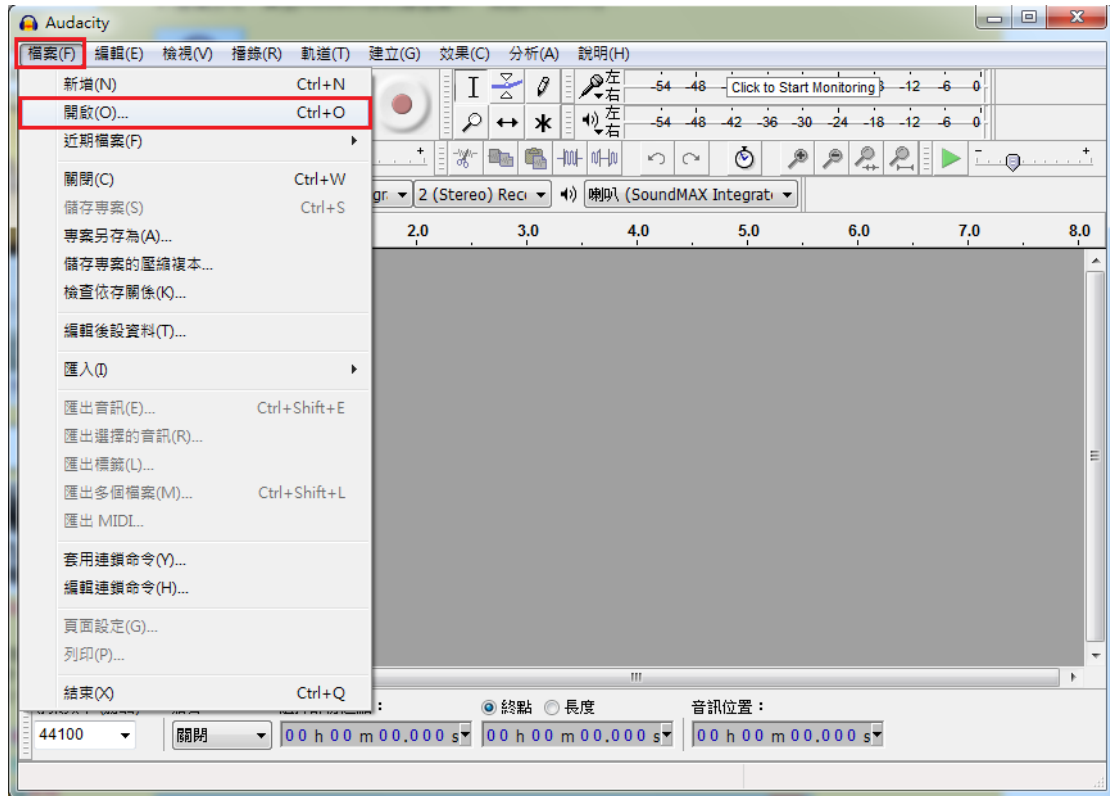 Audacity
檔案(F) 編輯(E) 檢視(V) 播錄(R) 軌道(T) 建立(G) 效果(C) 分析(A) 說明(H)
新增(N) Ctrl+N
開啟(O)... Ctrl+O
近期檔案(F)
關閉(C) Ctrl+W
儲存專案(S) Ctrl+S
專案另存為(A)...
儲存專案的壓縮複本...
檢查依存關係(K)...
編輯後設資料(T)...
匯入(I)
匯出音訊(E)... Ctrl+Shift+E
匯出選擇的音訊(R)...
匯出標籤(L)...
匯出多個檔案(M)... Ctrl+Shift+L
匯出 MIDI...
套用連鎖命令(Y)...
編輯連鎖命令(H)...
頁面設定(G)...
列印(P)...
結束(X) Ctrl+Q
左 右 -54 -48 Click to Start Monitoring -12 -6 0
左 右 -54 -48 -42 -36 -30 -24 -18 -12 -6 0
2 (Stereo) Rec 喇叭 (SoundMAX Integrat
2.0 3.0 4.0 5.0 6.0 7.0 8.0
終點 長度 音訊位置：
44100 關閉 00 h 00 m 00.000 s 00 h 00 m 00.000 s 00 h 00 m 00.000 s